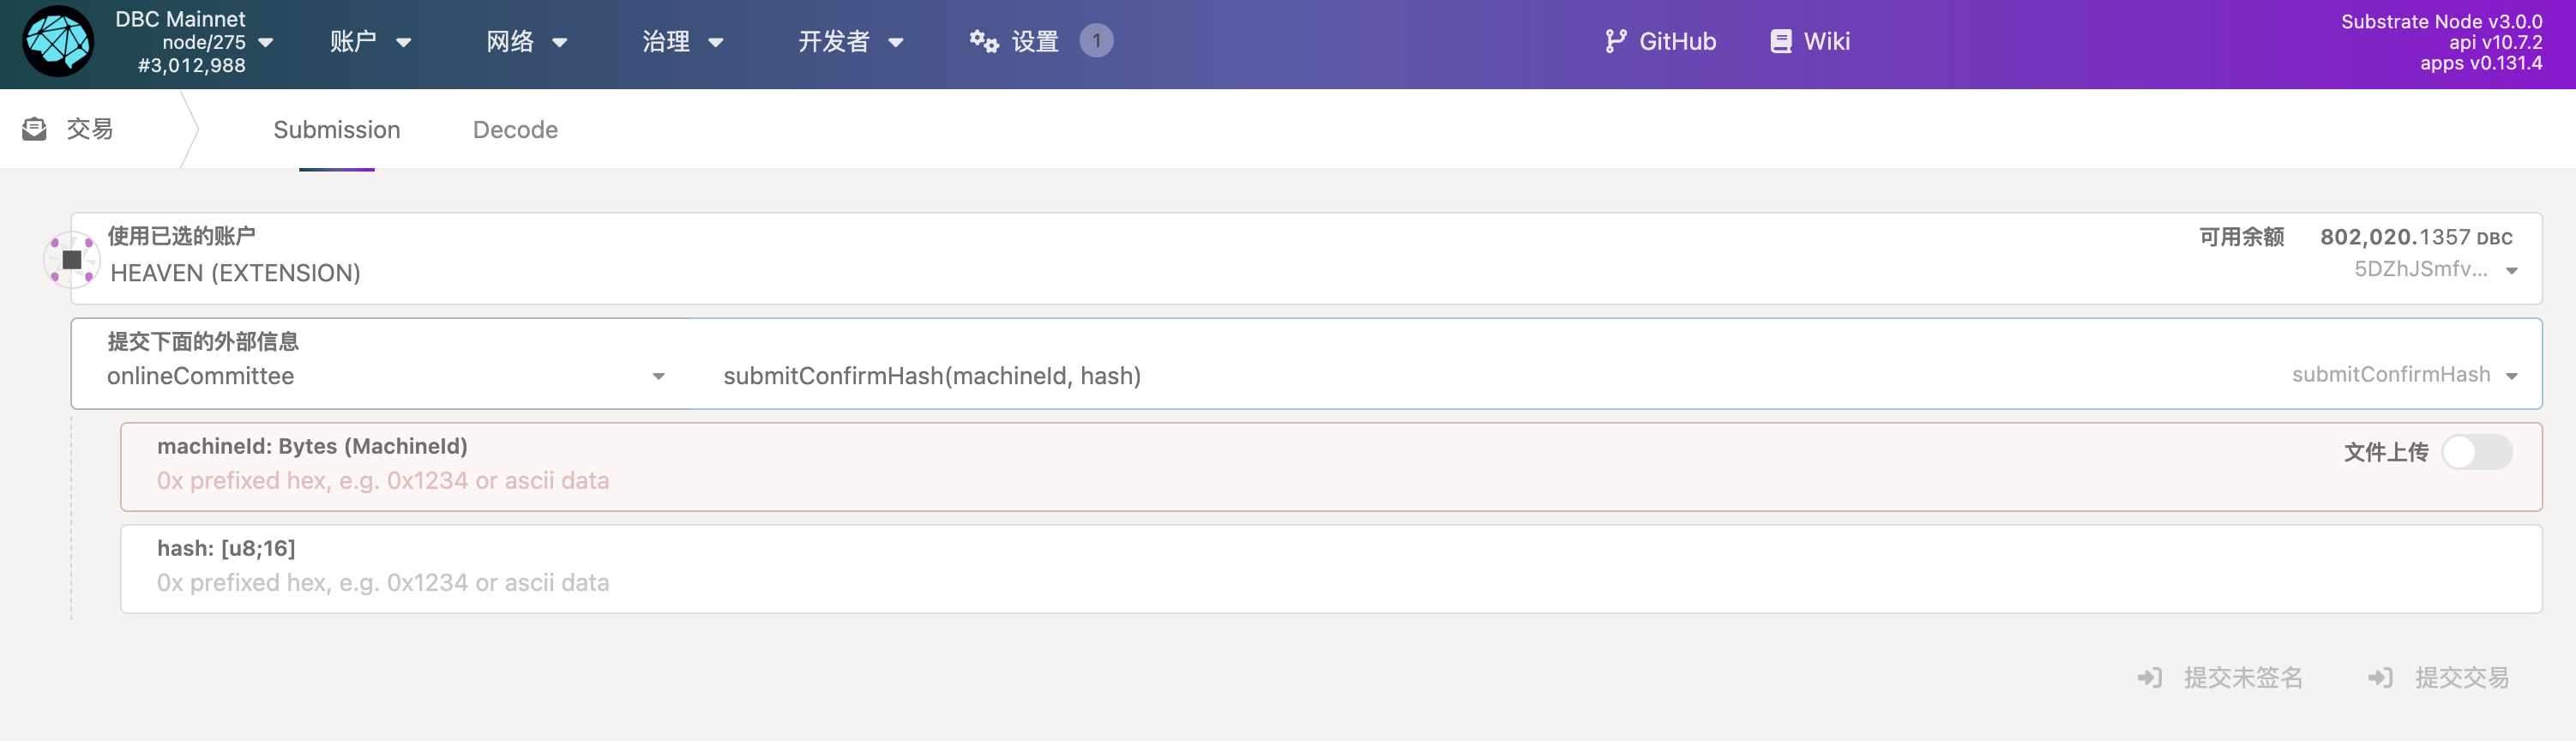 DBC Mainnet
node/275
#3,012,988
账户
网络
治理
开发者
设置
1
GitHub
Wiki
Substrate Node v3.0.0
api v10.7.2
apps v0.131.4
交易
Submission
Decode
使用已选的账户
HEAVEN (EXTENSION)
可用余额 802,020.1357 DBC
5DZhJSmfv...
提交下面的外部信息
onlineCommittee
submitConfirmHash(machineId, hash)
submitConfirmHash
machineId: Bytes (MachineId)
0x prefixed hex, e.g. 0x1234 or ascii data
文件上传
hash: [u8;16]
0x prefixed hex, e.g. 0x1234 or ascii data
提交未签名
提交交易